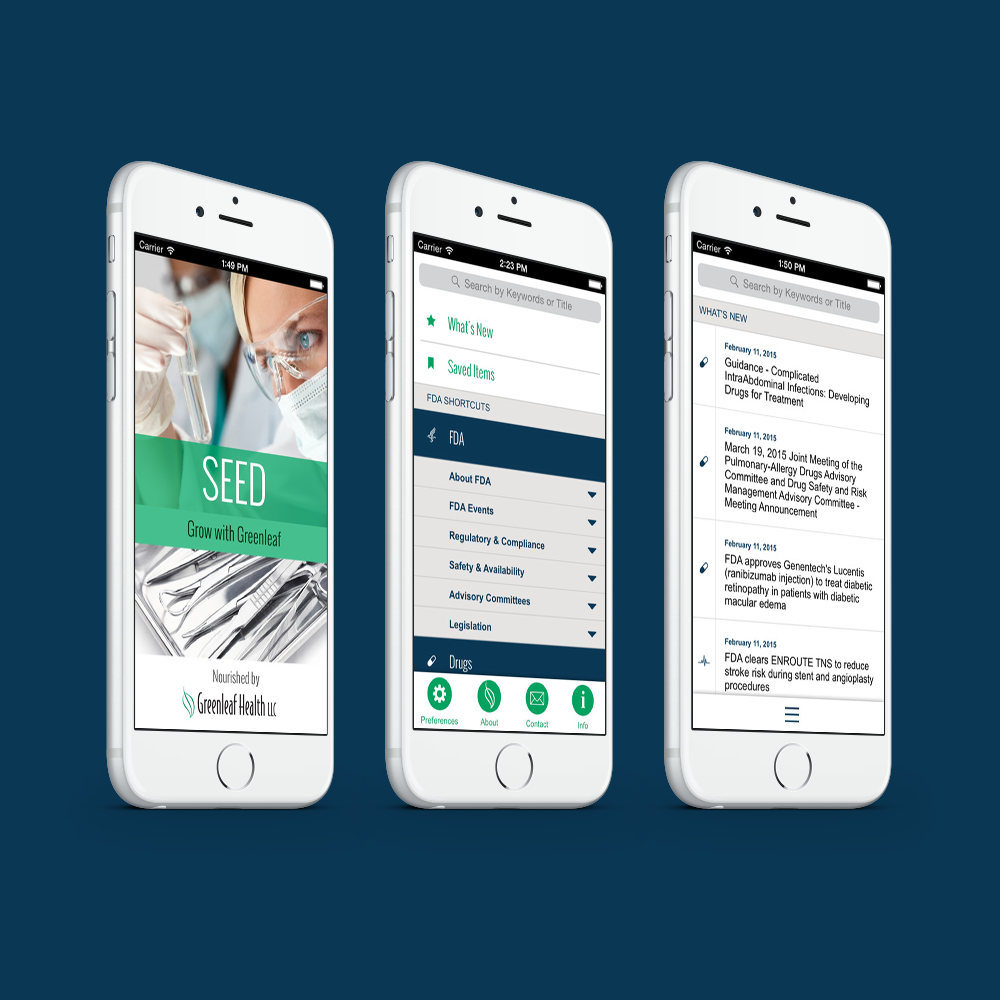 Carrier
1:49 PM
SEED
Grow with Greenleaf
Nourished by
Greenleaf Health LLC
Carrier
2:23 PM
Search by Keywords or Title
What's New
Saved Items
FDA SHORTCUTS
FDA
About FDA
FDA Events
Regulatory & Compliance
Safety & Availability
Advisory Committees
Legislation
Drugs
Preferences
About
Contact
Info
Carrier
1:50 PM
Search by Keywords or Title
WHAT'S NEW
February 11, 2015
Guidance - Complicated
IntraAbdominal Infections: Developing
Drugs for Treatment
February 11, 2015
March 19, 2015 Joint Meeting of the
Pulmonary-Allergy Drugs Advisory
Committee and Drug Safety and Risk
Management Advisory Committee -
Meeting Announcement
February 11, 2015
FDA approves Genentech's Lucentis
(ranibizumab injection) to treat diabetic
retinopathy in patients with diabetic
macular edema
February 11, 2015
FDA clears ENROUTE TNS to reduce
stroke risk during stent and angioplasty
procedures